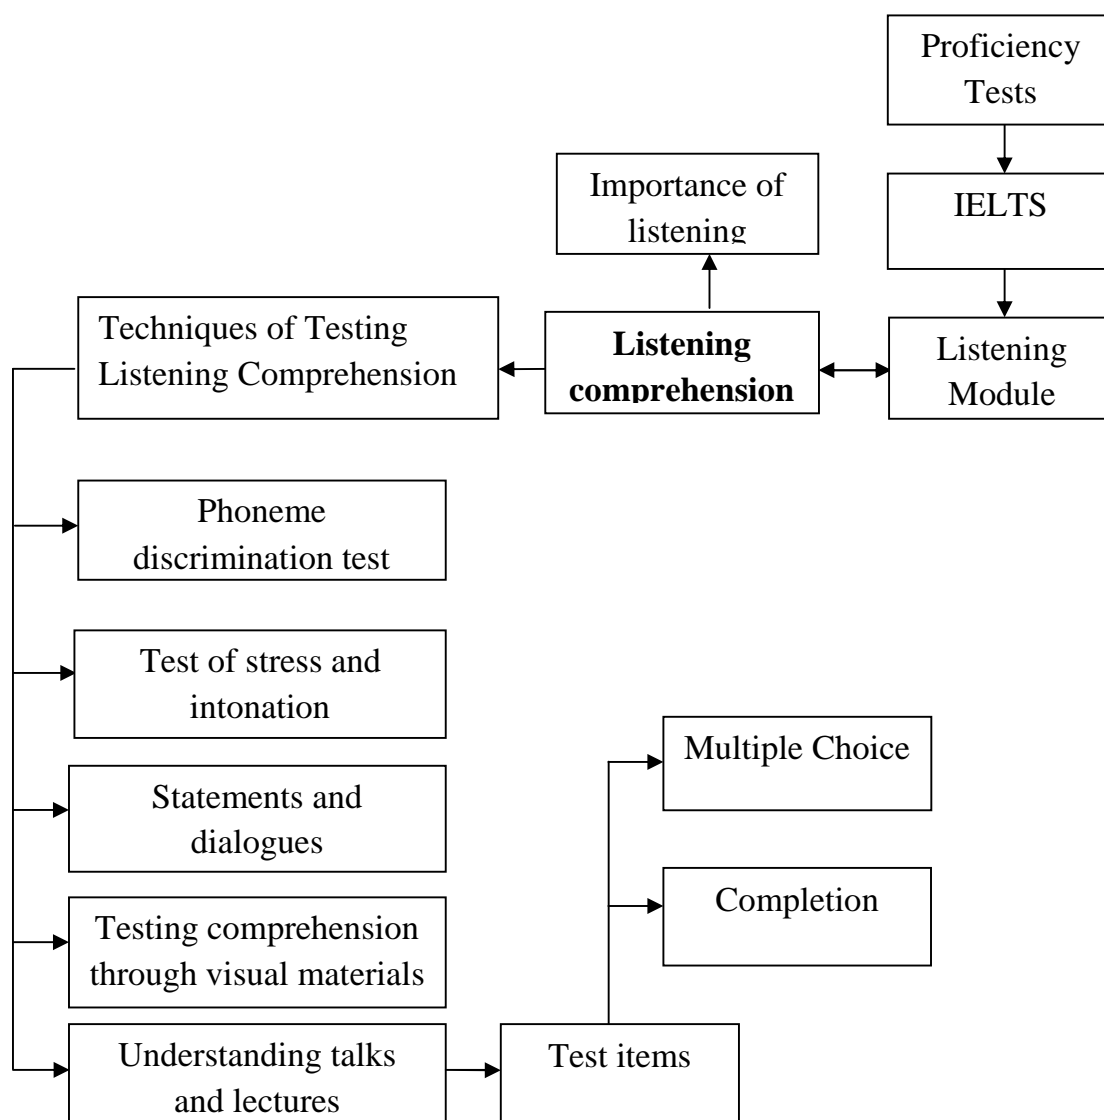 Proficiency
Tests
Importance of
listening
IELTS
Techniques of Testing
Listening Comprehension
Listening
comprehension
Listening
Module
Phoneme
discrimination test
Test of stress and
intonation
Multiple Choice
Statements and
dialogues
Completion
Testing comprehension
through visual materials
Understanding talks
and lectures
Test items